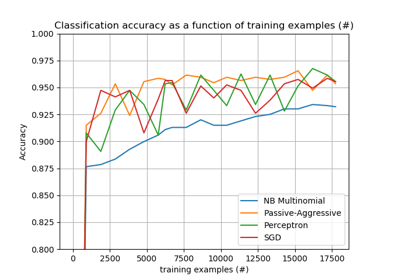 Classification accuracy as a function of training examples (#)
1.000
0.975
0.950
0.925
0.900
0.875
0.850
0.825
0.800
Accuracy
NB Multinomial
Passive-Aggressive
Perceptron
SGD
0 2500 5000 7500 10000 12500 15000 17500
training examples (#)